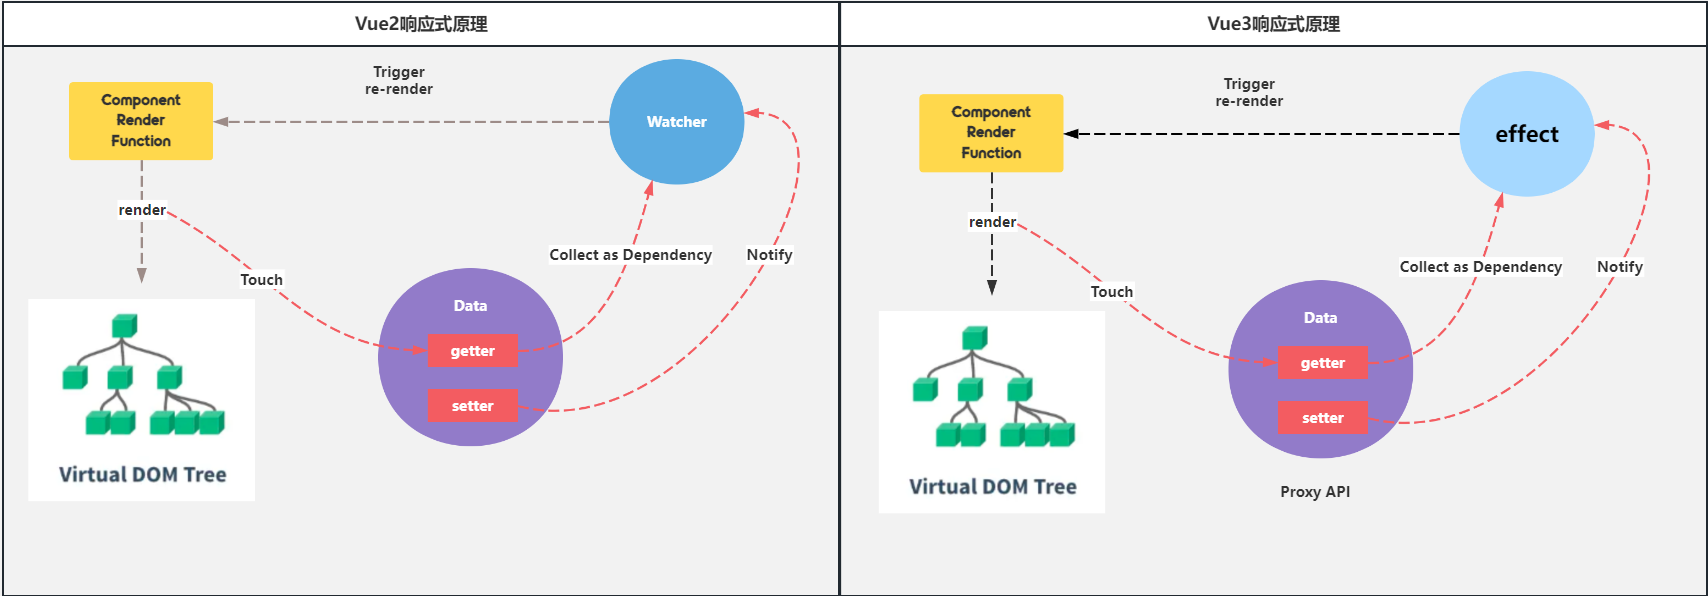 Vue2响应式原理
Trigger
re-render
Component
Render
Function
Watcher
render
Collect as Dependency
Notify
Touch
Data
getter
setter
Virtual DOM Tree
Vue3响应式原理
Trigger
re-render
Component
Render
Function
effect
render
Collect as Dependency
Notify
Touch
Data
getter
setter
Virtual DOM Tree
Proxy API